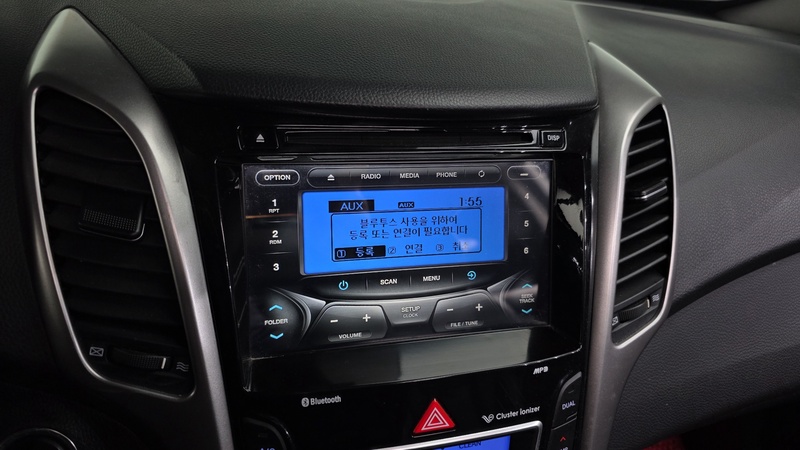 DISP
OPTION
RADIO MEDIA PHONE
1 RPT
2 RDM
3
AUX AUX 1:55
블루투스 사용을 위하여
등록 또는 연결이 필요합니다
① 등록 ② 연결 ③
4
5
6
SCAN MENU
FOLDER
VOLUME
SETUP
CLOCK
FILE / TUNE
SEEK
TRACK
MP3
Bluetooth
Cluster Ionizer
DUAL